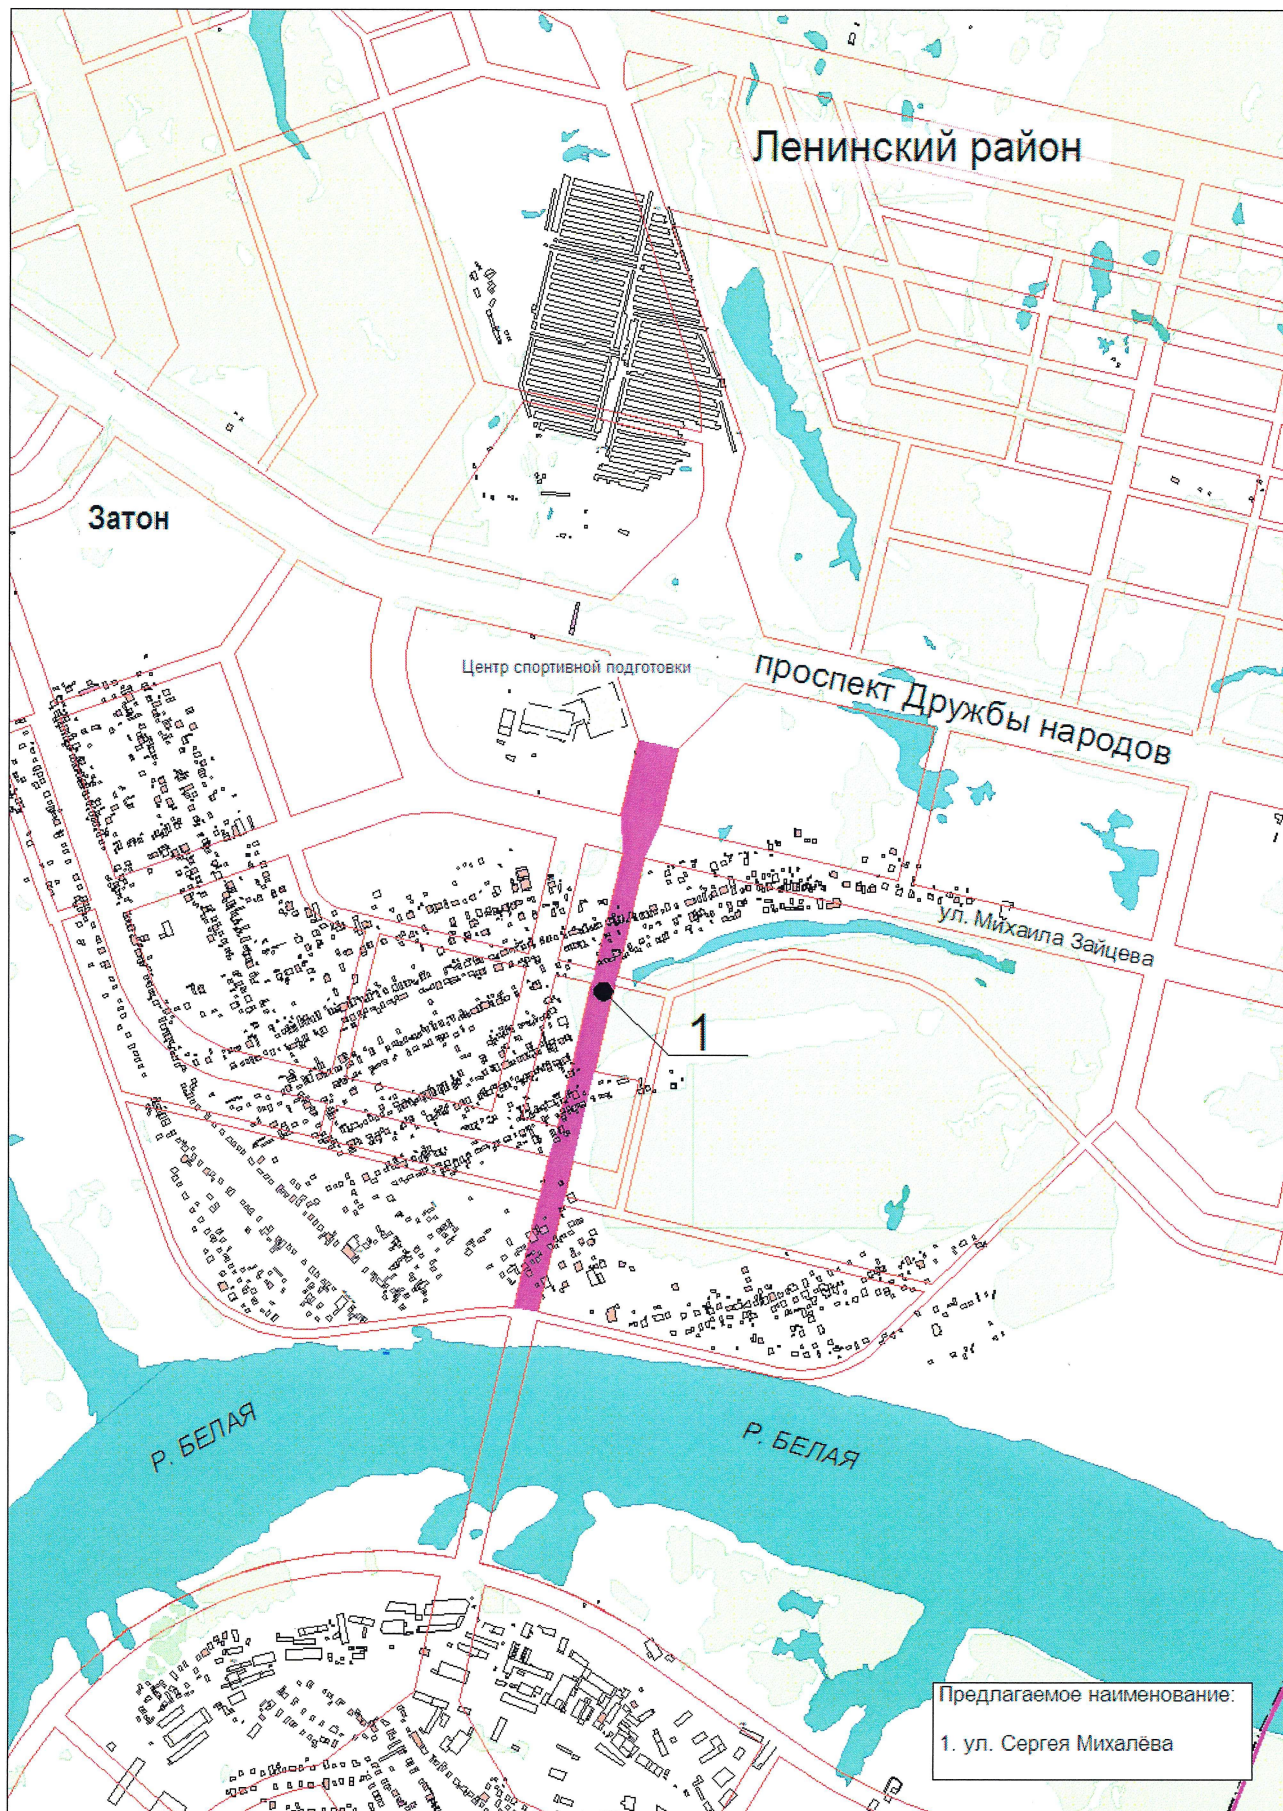 Ленинский район
Затон
Центр спортивной подготовки
проспект Дружбы народов
ул. Михаила Зайцева
1
Р. БЕЛАЯ
Р. БЕЛАЯ
Предлагаемое наименование:
1. ул. Сергея Михалёва